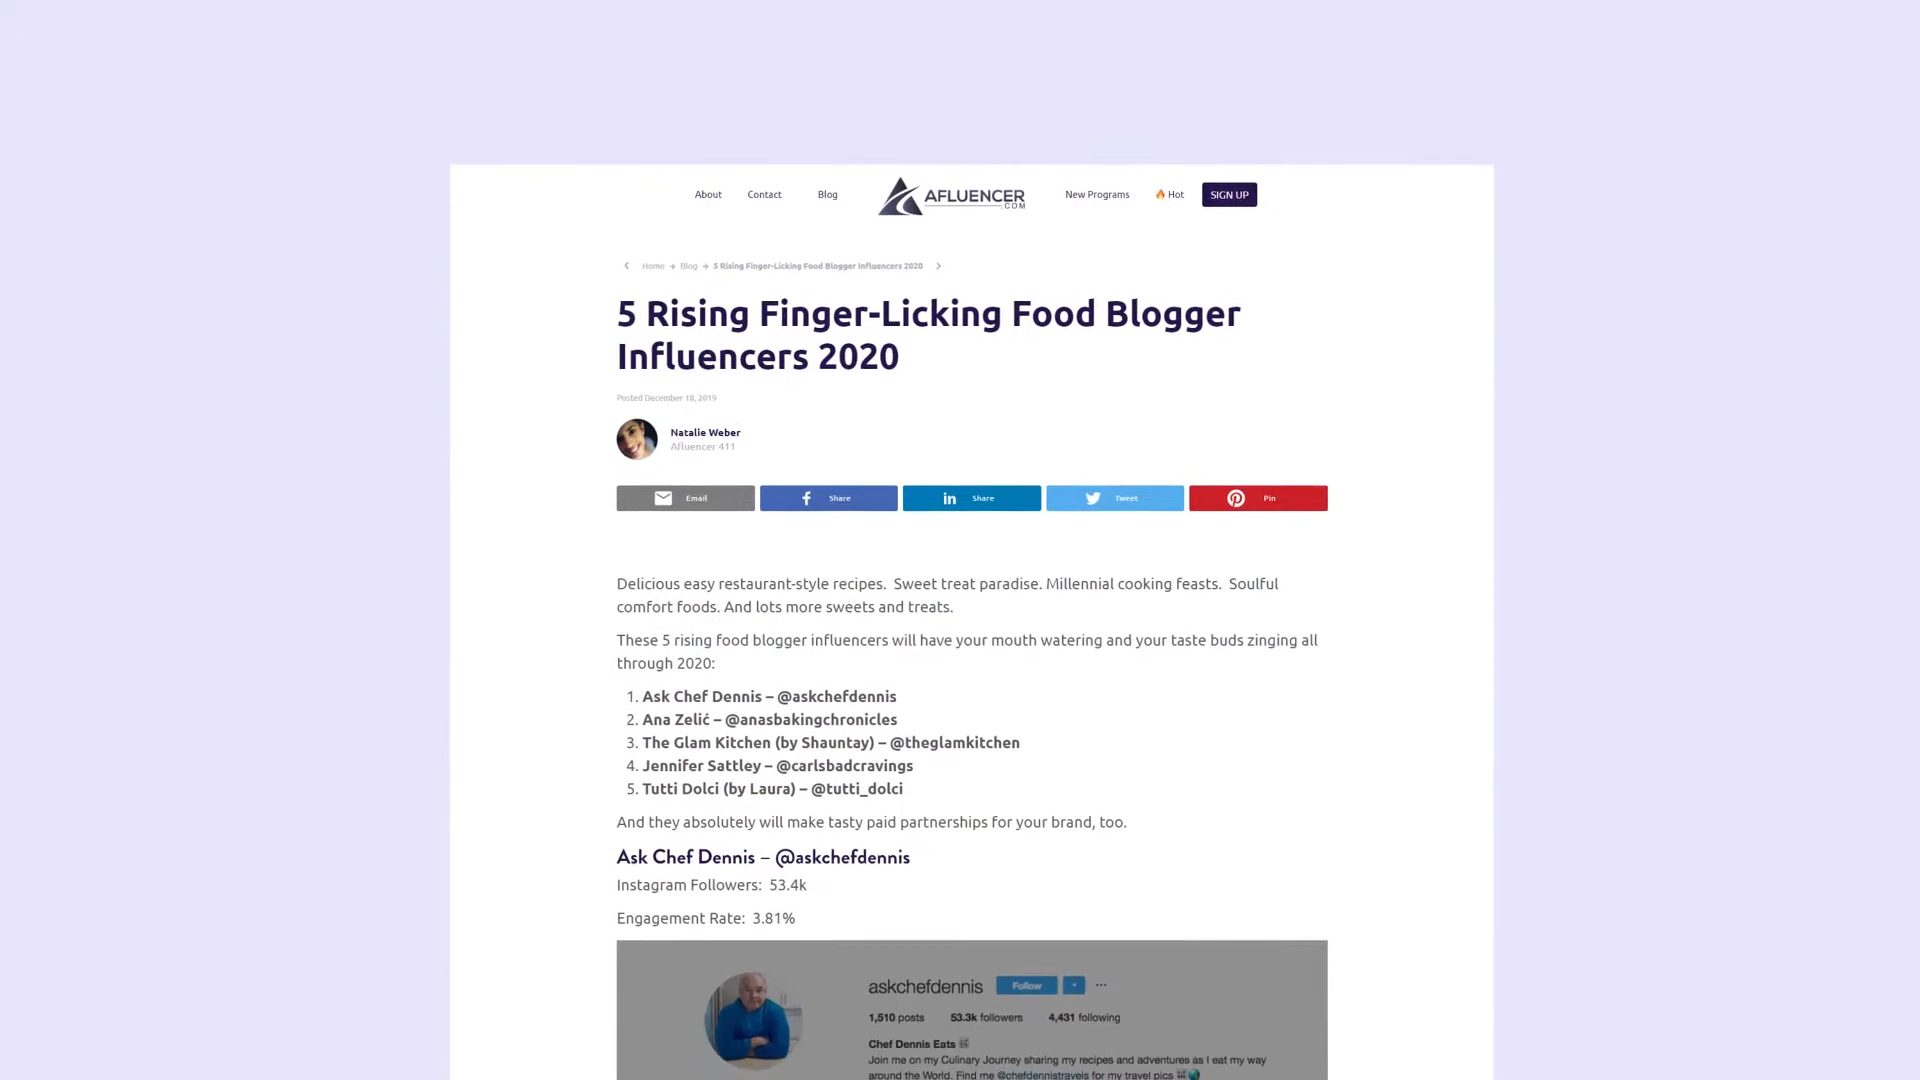 About Contact Blog AFLUENCER .COM New Programs Hot SIGN UP
Home → Blog → 5 Rising Finger-Licking Food Blogger Influencers 2020
5 Rising Finger-Licking Food Blogger
Influencers 2020
Posted December 18, 2019
Natalie Weber
Afluencer 411
Email Share Share Tweet Pin
Delicious easy restaurant-style recipes.  Sweet treat paradise. Millennial cooking feasts.  Soulful
comfort foods. And lots more sweets and treats.
These 5 rising food blogger influencers will have your mouth watering and your taste buds zinging all
through 2020:
1. Ask Chef Dennis – @askchefdennis
2. Ana Zelić – @anasbakingchronicles
3. The Glam Kitchen (by Shauntay) – @theglamkitchen
4. Jennifer Sattley – @carlsbadcravings
5. Tutti Dolci (by Laura) – @tutti_dolci
And they absolutely will make tasty paid partnerships for your brand, too.
Ask Chef Dennis – @askchefdennis
Instagram Followers:  53.4k
Engagement Rate:  3.81%
askchefdennis Follow ...
1,510 posts 53.3k followers 4,431 following
Chef Dennis Eats
Join me on my Culinary Journey sharing my recipes and adventures as I eat my way
around the World. Find me @chefdennistravels for my travel pics